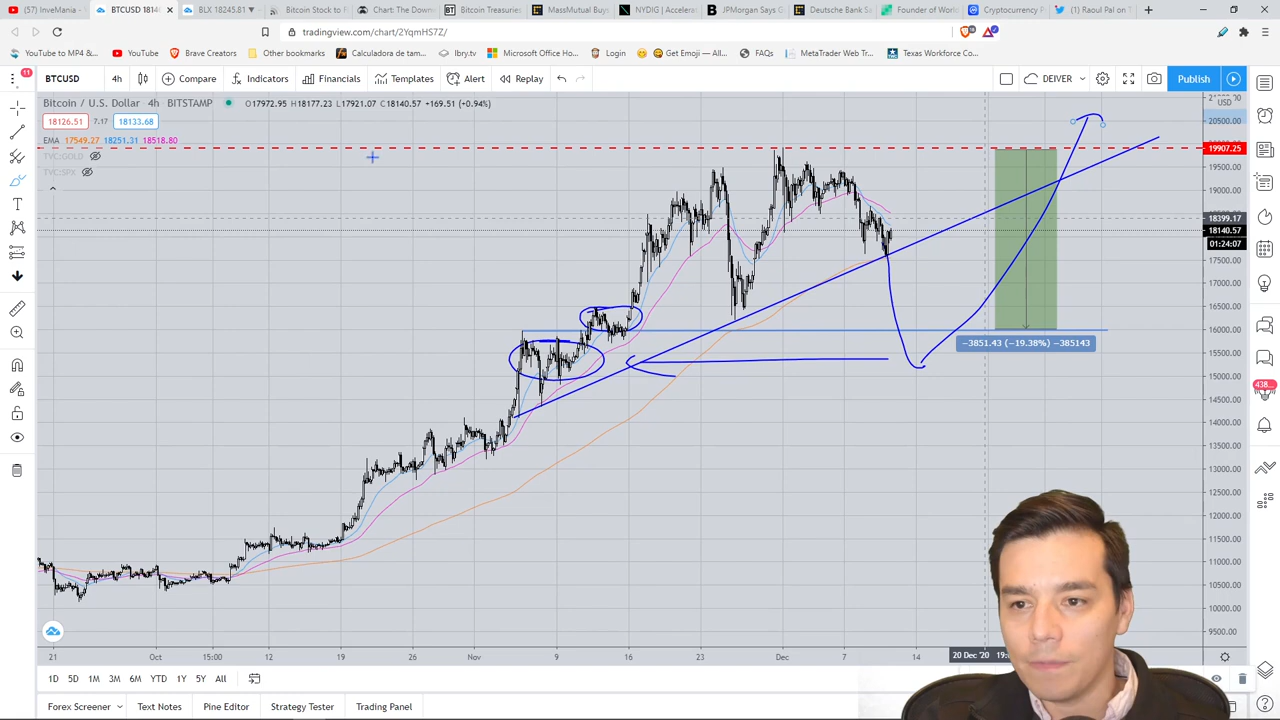 (57) InveMania -
BTCUSD 1814
BLX 18245.81 ▼
Bitcoin Stock to F
Chart: The Down
Bitcoin Treasuries
MassMutual Buys
NYDIG | Accelera
JPMorgan Says G
Deutsche Bank Sa
Founder of World
Cryptocurrency P
(1) Raoul Pal on T
tradingview.com/chart/2YqmHS7Z/
YouTube to MP4 &...
YouTube
Brave Creators
Other bookmarks
Calculadora de tam...
lbry.tv
Microsoft Office Ho...
Login
Get Emoji — All...
FAQs
MetaTrader Web Tr...
Texas Workforce Co...
11
BTCUSD
4h
Compare
Indicators
Financials
Templates
Alert
Replay
DEIVER
Publish
Bitcoin / U.S. Dollar 4h BITSTAMP
O17972.95 H18177.23 L17921.07 C18140.57 +169.51 (+0.94%)
18126.51
7.17
18133.68
EMA 17549.27 18251.31 18518.80
TVC:GOLD
TVC:SPX
USD
20500.00
19907.25
19500.00
19000.00
18399.17
18140.57
01:24:07
17500.00
17000.00
16500.00
16000.00
−3851.43 (−19.38%) −385143
15500.00
15000.00
14500.00
14000.00
13500.00
13000.00
12500.00
12000.00
11500.00
11000.00
10500.00
10000.00
9500.00
438
21
Oct
15:00
12
19
26
Nov
9
16
23
Dec
7
14
20 Dec '20
1D
5D
1M
3M
6M
YTD
1Y
5Y
All
Forex Screener
Text Notes
Pine Editor
Strategy Tester
Trading Panel